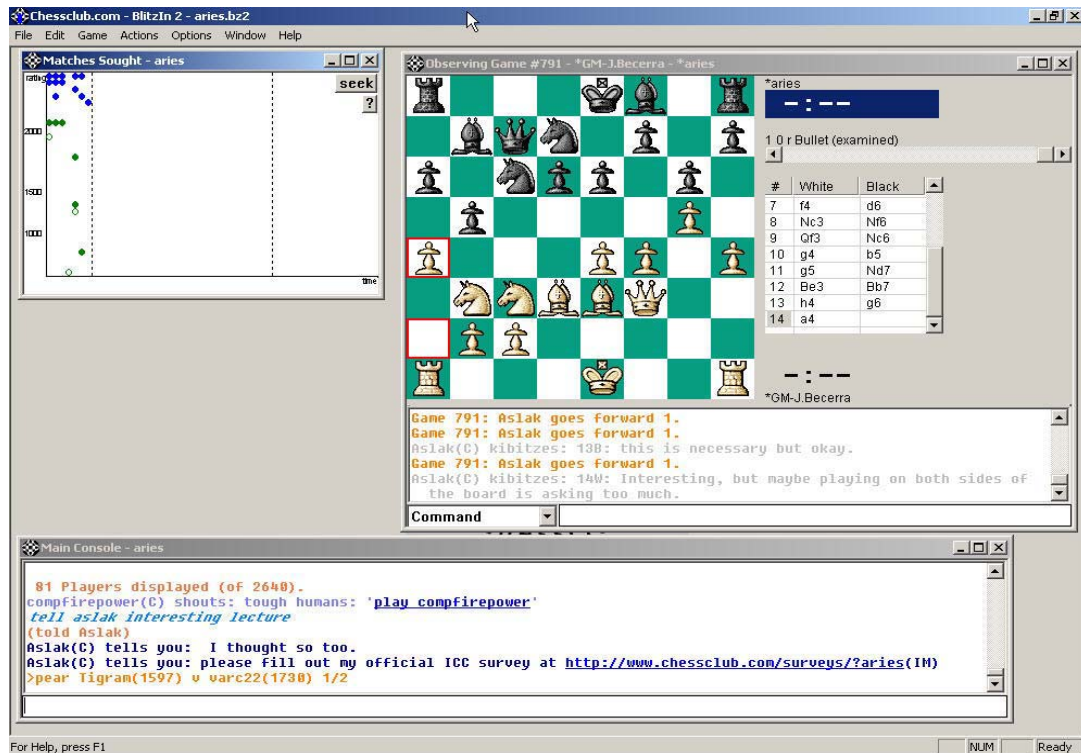 Chessclub.com - BlitzIn 2 - aries.bz2
File Edit Game Actions Options Window Help
Matches Sought - aries
rating
seek
?
2000
1500
1000
time
Observing Game #791 - *GM-J.Becerra - *aries
*aries
-:--
1 0 r Bullet (examined)
# White Black
7 f4 d6
8 Nc3 Nf6
9 Qf3 Nc6
10 g4 b5
11 g5 Nd7
12 Be3 Bb7
13 h4 g6
14 a4
-:--
*GM-J.Becerra
Game 791: Aslak goes forward 1.
Game 791: Aslak goes forward 1.
Aslak(C) kibitzes: 13B: this is necessary but okay.
Game 791: Aslak goes forward 1.
Aslak(C) kibitzes: 14W: Interesting, but maybe playing on both sides of
the board is asking too much.
Command
Main Console - aries
81 Players displayed (of 2640).
compfirepower(C) shouts: tough humans: 'play compfirepower'
tell aslak interesting lecture
(told Aslak)
Aslak(C) tells you:  I thought so too.
Aslak(C) tells you: please fill out my official ICC survey at http://www.chessclub.com/surveys/?aries(IM)
>pear Tigram(1597) v varc22(1730) 1/2
For Help, press F1
NUM
Ready